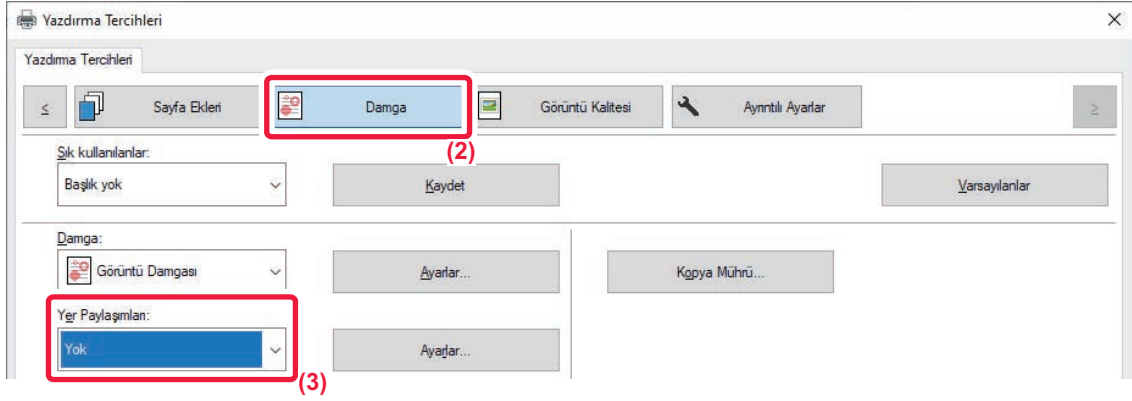 Yazdırma Tercihleri
Yazdırma Tercihleri
< Sayfa Ekleri Damga Görüntü Kalitesi Ayrıntılı Ayarlar >
(2)
Sık kullanılanlar:
Başlık yok Kaydet Varsayılanlar
Damga:
Görüntü Damgası Ayarlar... Kopya Mührü...
Yer Paylaşımları:
Yok Ayarlar...
(3)